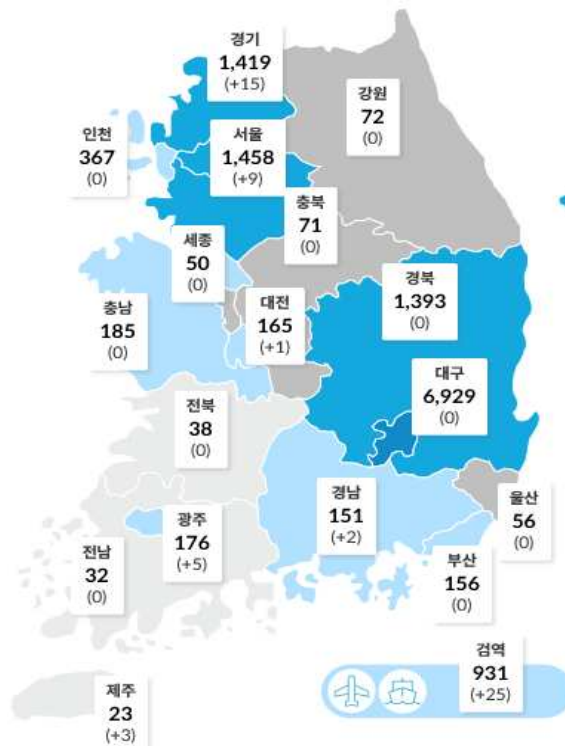 경기
1,419
(+15)
강원
72
(0)
인천
367
(0)
서울
1,458
(+9)
충북
71
(0)
세종
50
(0)
경북
1,393
(0)
충남
185
(0)
대전
165
(+1)
대구
6,929
(0)
전북
38
(0)
경남
151
(+2)
울산
56
(0)
광주
176
(+5)
전남
32
(0)
부산
156
(0)
검역
931
(+25)
제주
23
(+3)